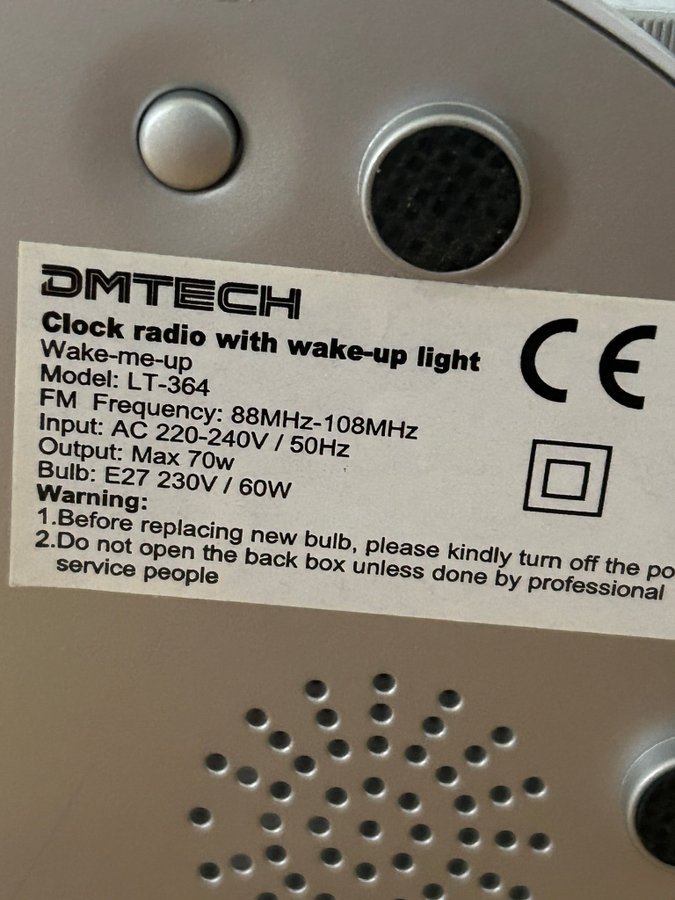 DMTECH
Clock radio with wake-up light
Wake-me-up
Model: LT-364
FM Frequency: 88MHz-108MHz
Input: AC 220-240V / 50Hz
Output: Max 70w
Bulb: E27 230V / 60W
Warning:
1.Before replacing new bulb, please kindly turn off the po
2.Do not open the back box unless done by professional
service people
CE